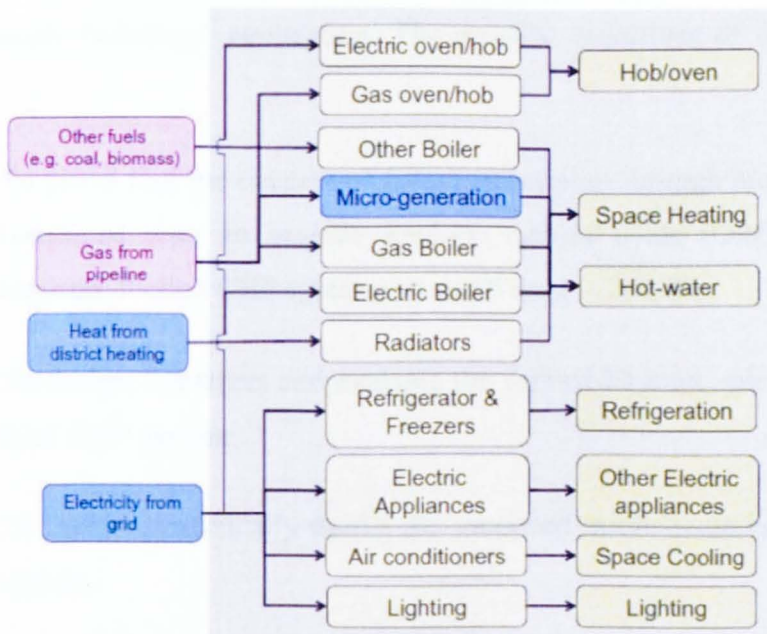 Other fuels
(e.g. coal, biomass)
Gas from
pipeline
Heat from
district heating
Electricity from
grid
Electric oven/hob
Gas oven/hob
Other Boiler
Micro-generation
Gas Boiler
Electric Boiler
Radiators
Refrigerator &
Freezers
Electric
Appliances
Air conditioners
Lighting
Hob/oven
Space Heating
Hot-water
Refrigeration
Other Electric
appliances
Space Cooling
Lighting